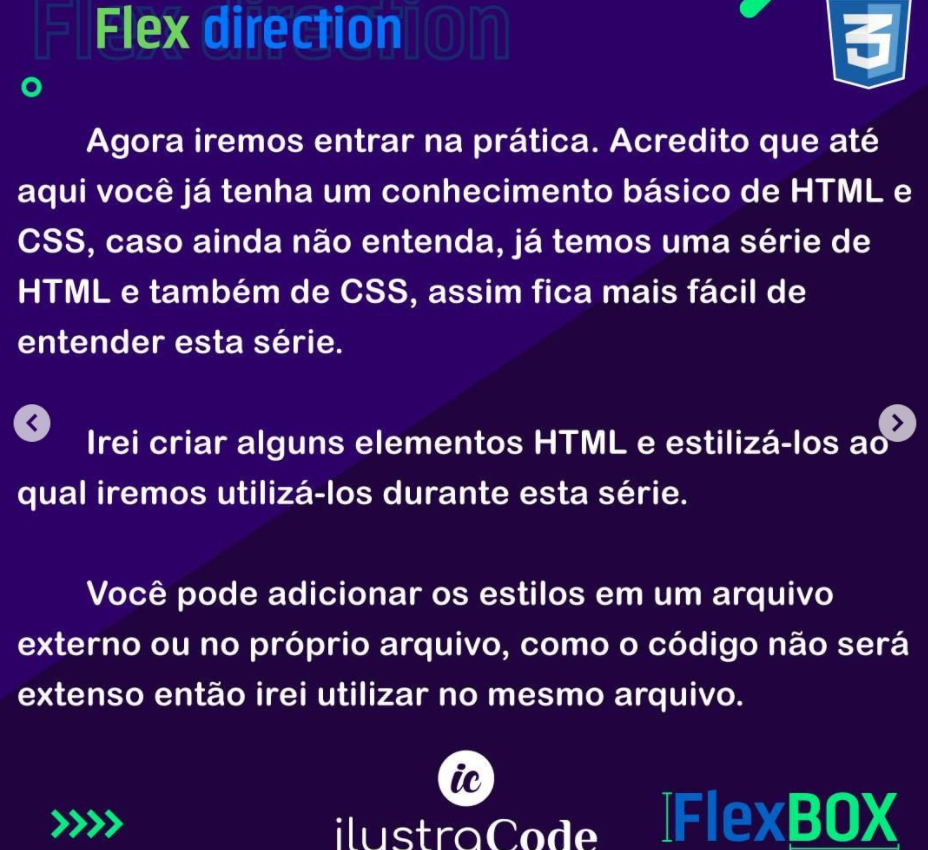 Flex direction
3
Agora iremos entrar na prática. Acredito que até
aqui você já tenha um conhecimento básico de HTML e
CSS, caso ainda não entenda, já temos uma série de
HTML e também de CSS, assim fica mais fácil de
entender esta série.
Irei criar alguns elementos HTML e estilizá-los ao
qual iremos utilizá-los durante esta série.
Você pode adicionar os estilos em um arquivo
externo ou no próprio arquivo, como o código não será
extenso então irei utilizar no mesmo arquivo.
ic
ilustraCode
FlexBOX